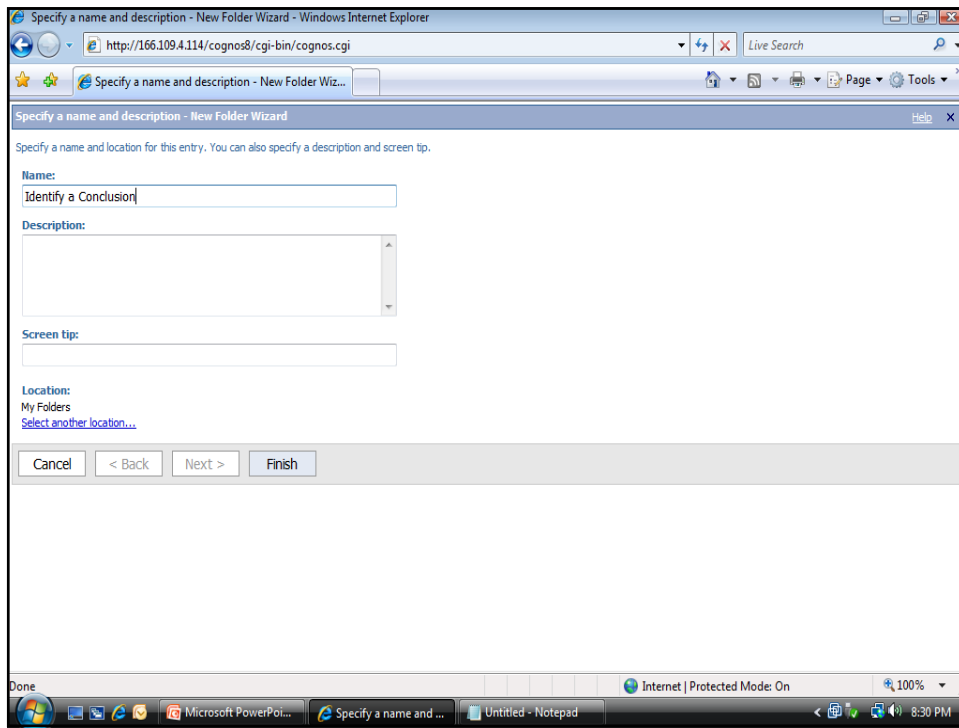 Specify a name and description - New Folder Wizard - Windows Internet Explorer
http://166.109.4.114/cognos8/cgi-bin/cognos.cgi
Live Search
Specify a name and description - New Folder Wiz...
Page
Tools
Specify a name and description - New Folder Wizard
Help
Specify a name and location for this entry. You can also specify a description and screen tip.
Name:
Identify a Conclusion
Description:
Screen tip:
Location:
My Folders
Select another location...
Cancel
< Back
Next >
Finish
Done
Internet | Protected Mode: On
100%
Microsoft PowerPoi...
Specify a name and ...
Untitled - Notepad
8:30 PM